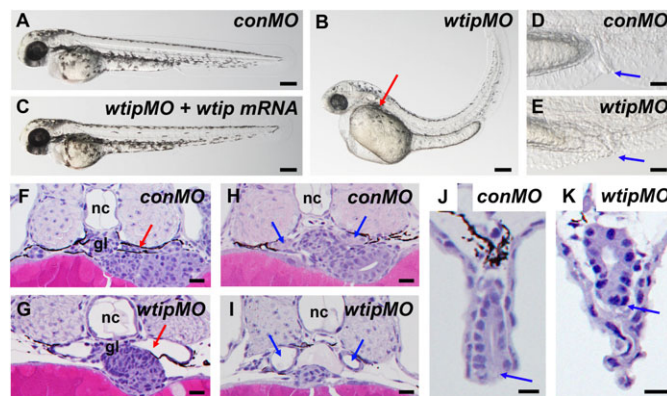 A conMO
B wtipMO
D conMO
C wtipMO + wtip mRNA
E wtipMO
F conMO
nc
gl
H conMO
nc
J conMO
K wtipMO
G wtipMO
nc
gl
I wtipMO
nc